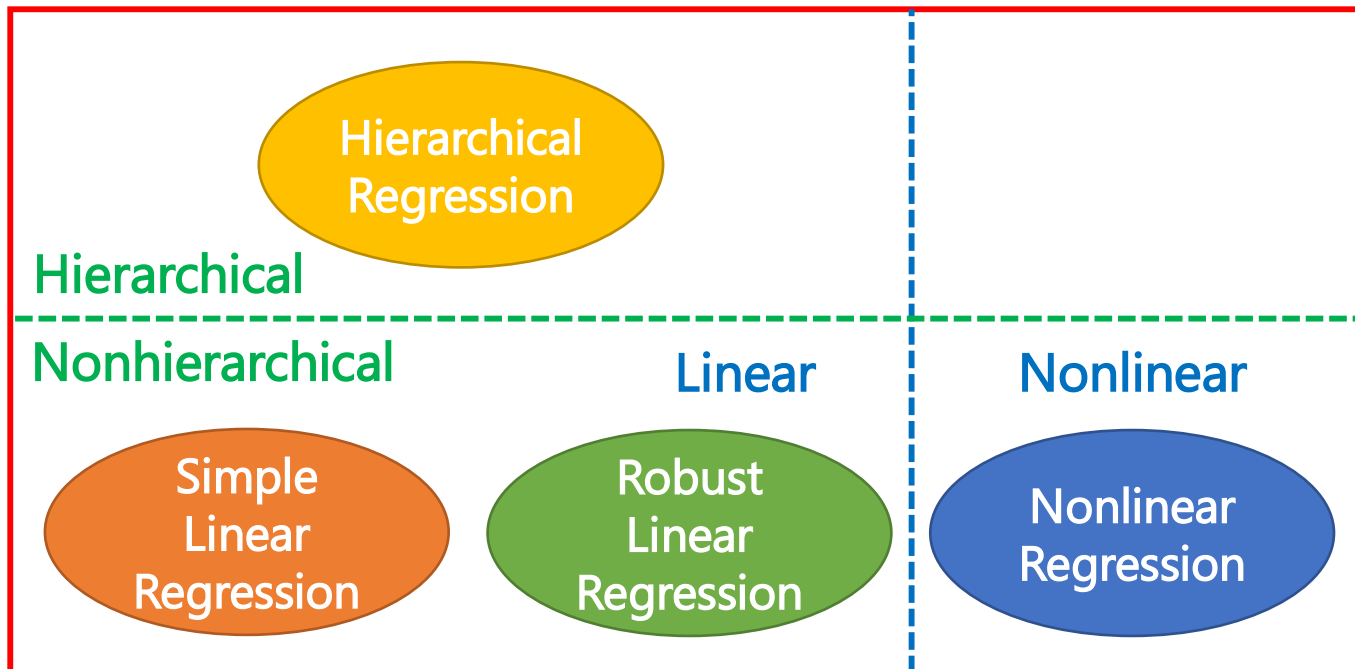 Hierarchical
Regression
Hierarchical
Nonhierarchical
Linear
Nonlinear
Simple
Linear
Regression
Robust
Linear
Regression
Nonlinear
Regression